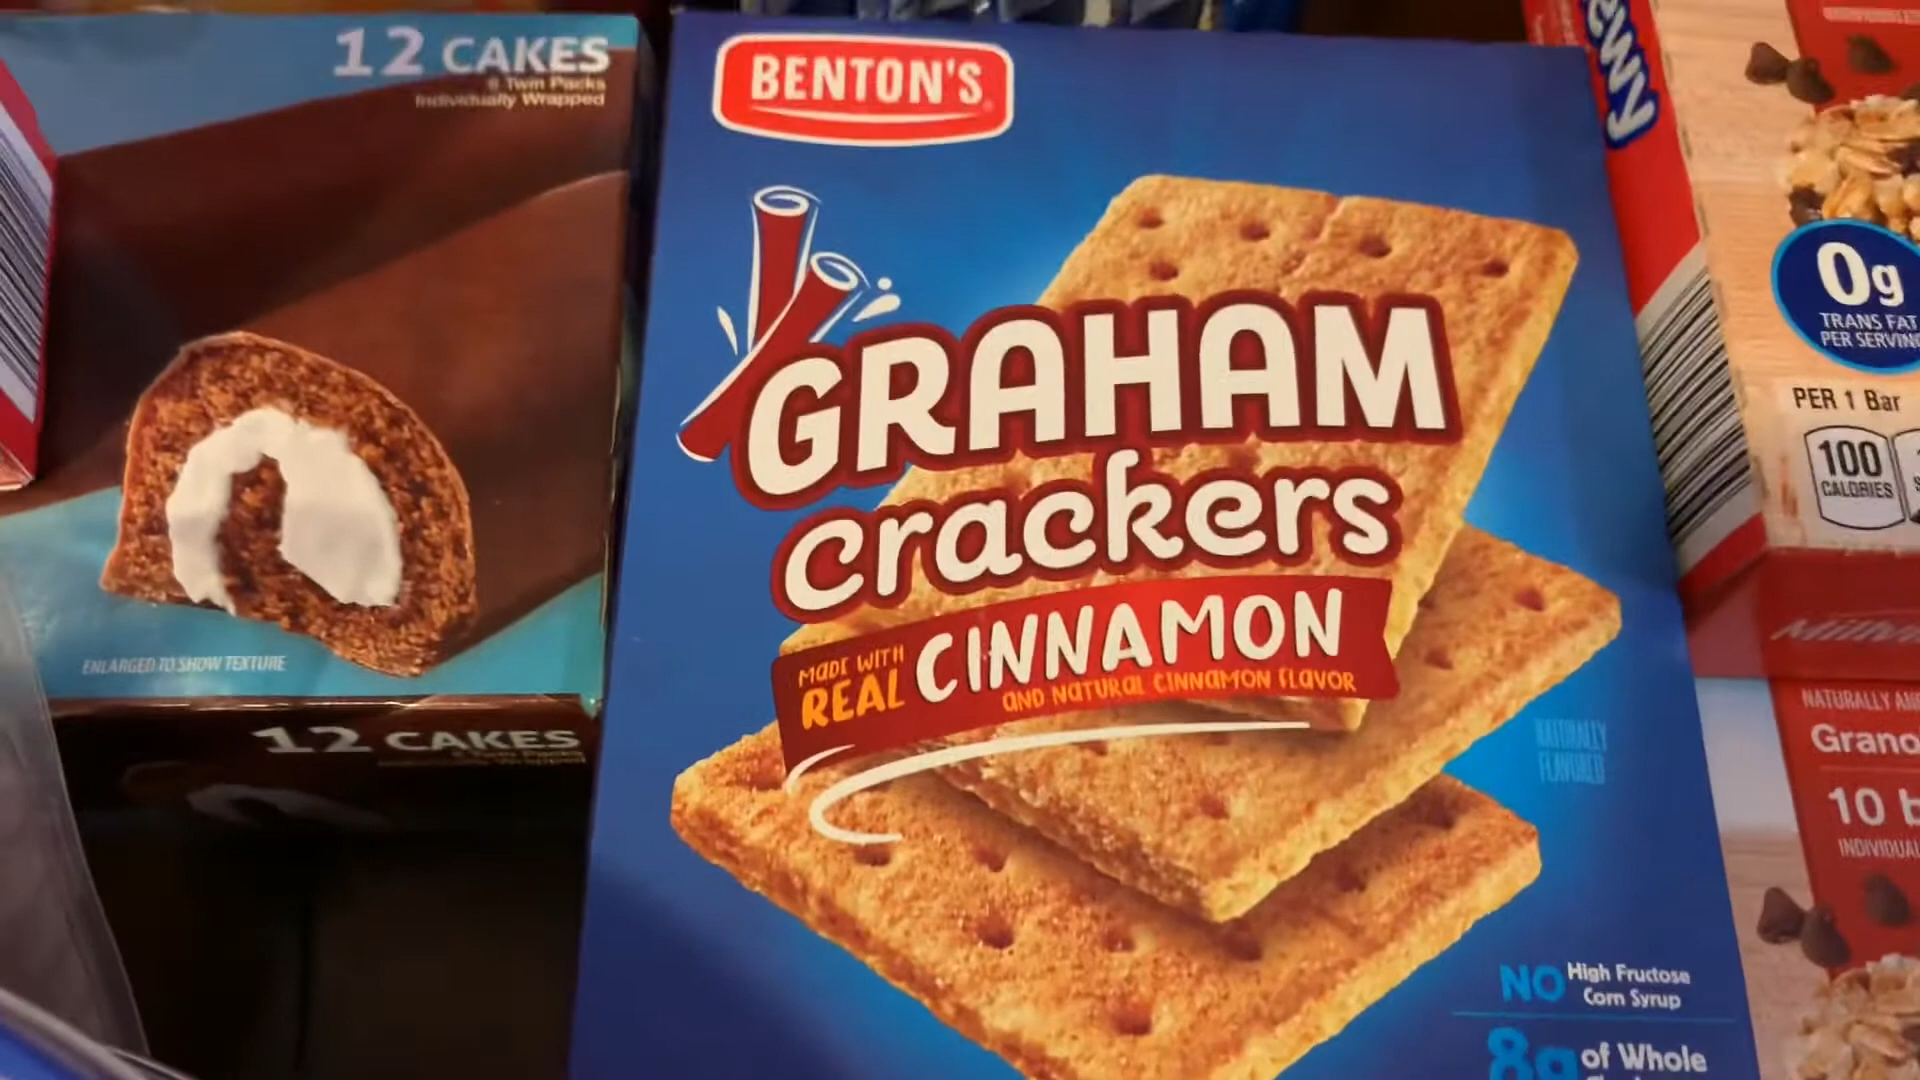 12 CAKES
6 Twin Packs
Individually Wrapped
ENLARGED TO SHOW TEXTURE
12 CAKES
BENTON'S
GRAHAM
crackers
MADE WITH
REAL CINNAMON
AND NATURAL CINNAMON FLAVOR
NATURALLY
FLAVORED
NO High Fructose
Corn Syrup
8g of Whole
ewy
0g
TRANS FAT
PER SERVING
PER 1 Bar
100
CALORIES
NATURALLY AN
Grano
10 b
INDIVIDUAL